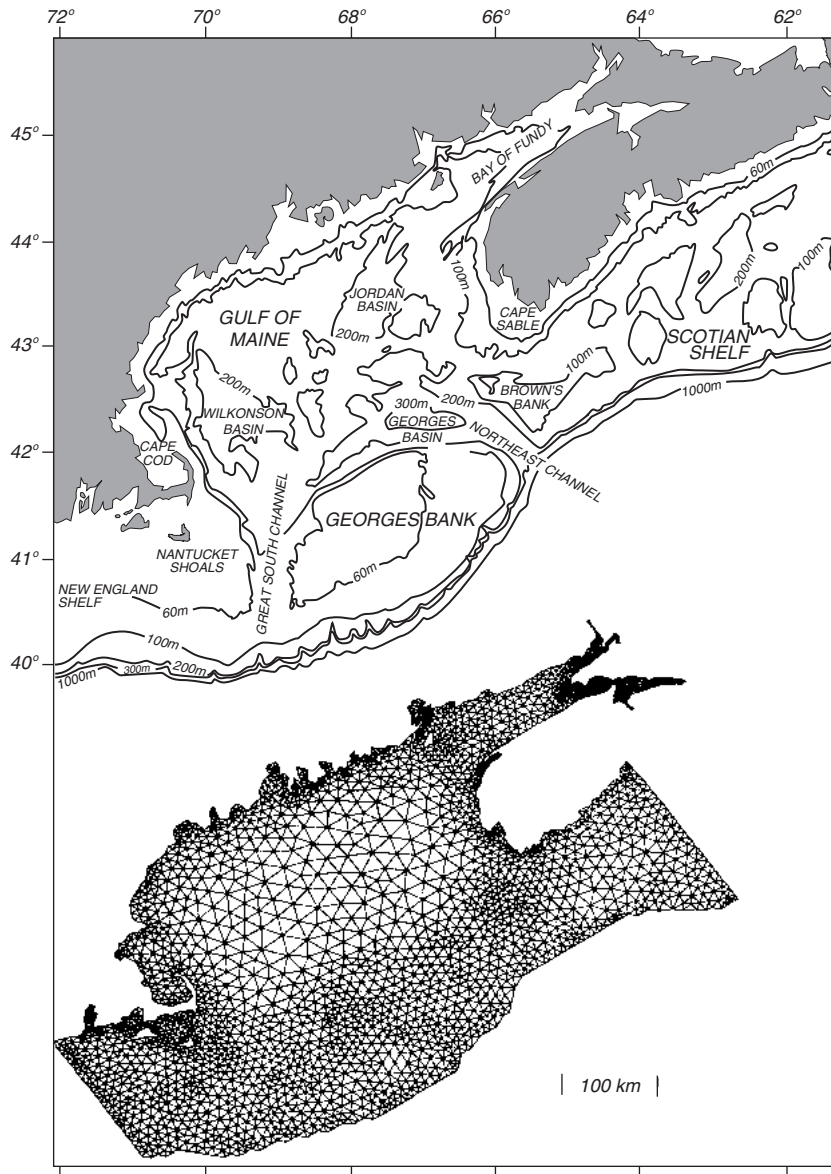 72° 70° 68° 66° 64° 62°
45°
BAY OF FUNDY
60m
44°
100m
200m
100m
JORDAN
BASIN
GULF OF
MAINE
CAPE
SABLE
43°
200m
SCOTIAN
SHELF
100m
200m
1000m
300m
200m
BROWN'S
BANK
WILKONSON
BASIN
GEORGES
BASIN
42°
CAPE
COD
NORTHEAST CHANNEL
GEORGES BANK
41°
NANTUCKET
SHOALS
GREAT SOUTH CHANNEL
NEW ENGLAND
SHELF
60m
60m
100m
40°
1000m
300m
200m
100 km